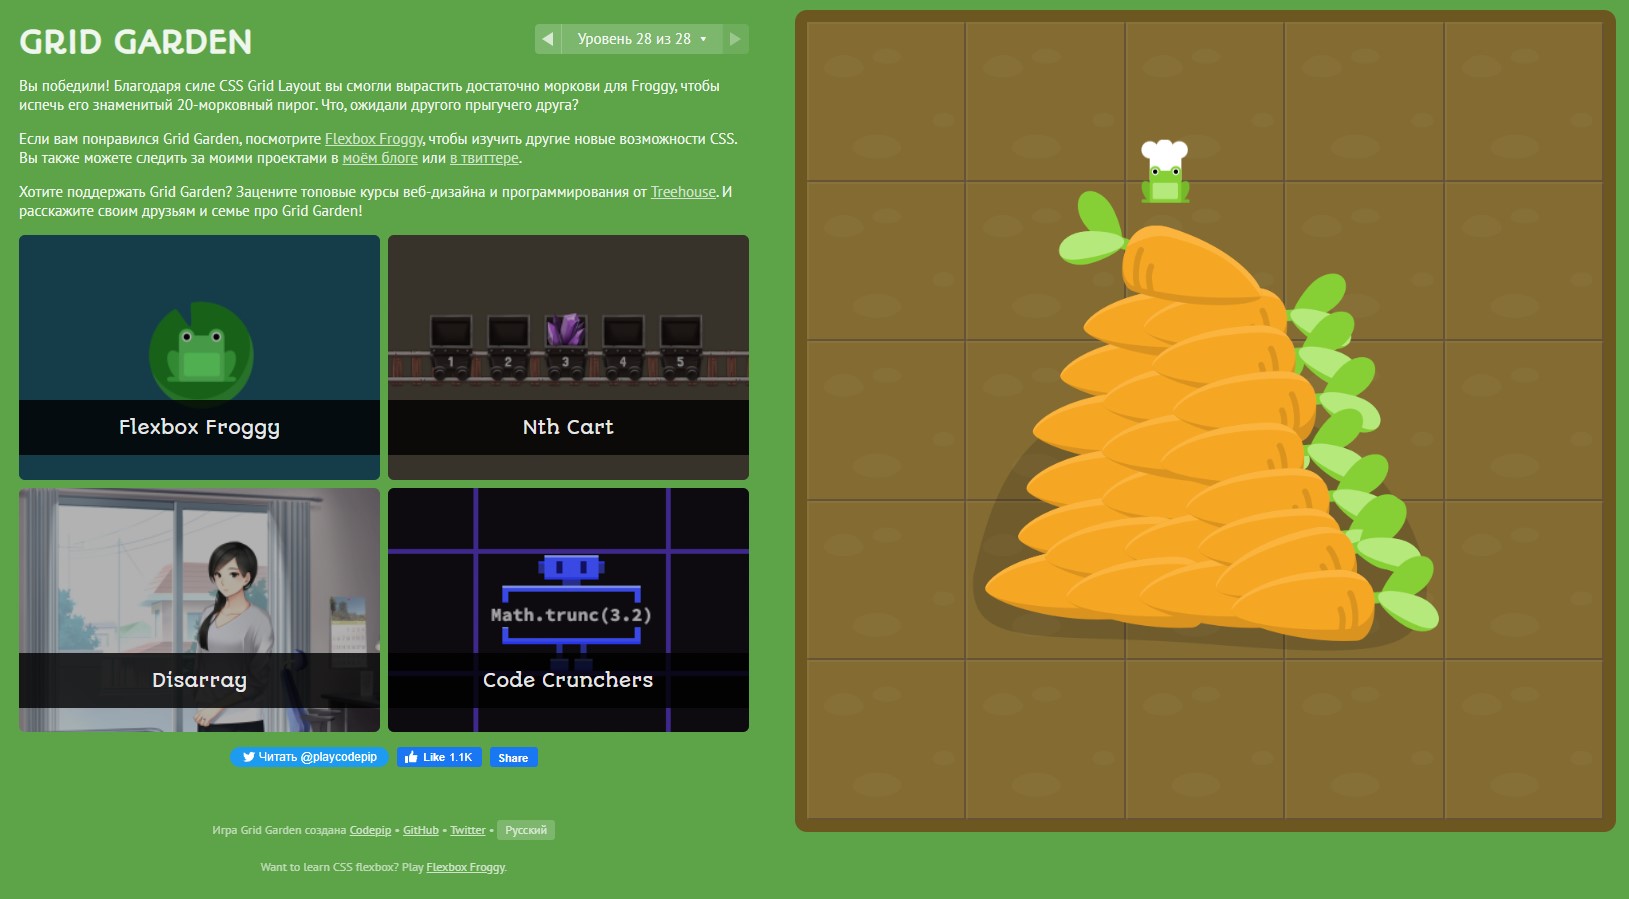 GRID GARDEN
Уровень 28 из 28
Вы победили! Благодаря силе CSS Grid Layout вы смогли вырастить достаточно моркови для Froggy, чтобы
испечь его знаменитый 20-морковный пирог. Что, ожидали другого прыгучего друга?
Если вам понравился Grid Garden, посмотрите Flexbox Froggy, чтобы изучить другие новые возможности CSS.
Вы также можете следить за моими проектами в моём блоге или в твиттере.
Хотите поддержать Grid Garden? Зацените топовые курсы веб-дизайна и программирования от Treehouse. И
расскажите своим друзьям и семье про Grid Garden!
1 2 3 4 5
Flexbox Froggy
Nth Cart
Math.trunc(3.2)
Disarray
Code Crunchers
Читать @playcodepip
Like 1.1K
Share
Игра Grid Garden создана Codepip • GitHub • Twitter • Русский
Want to learn CSS flexbox? Play Flexbox Froggy.